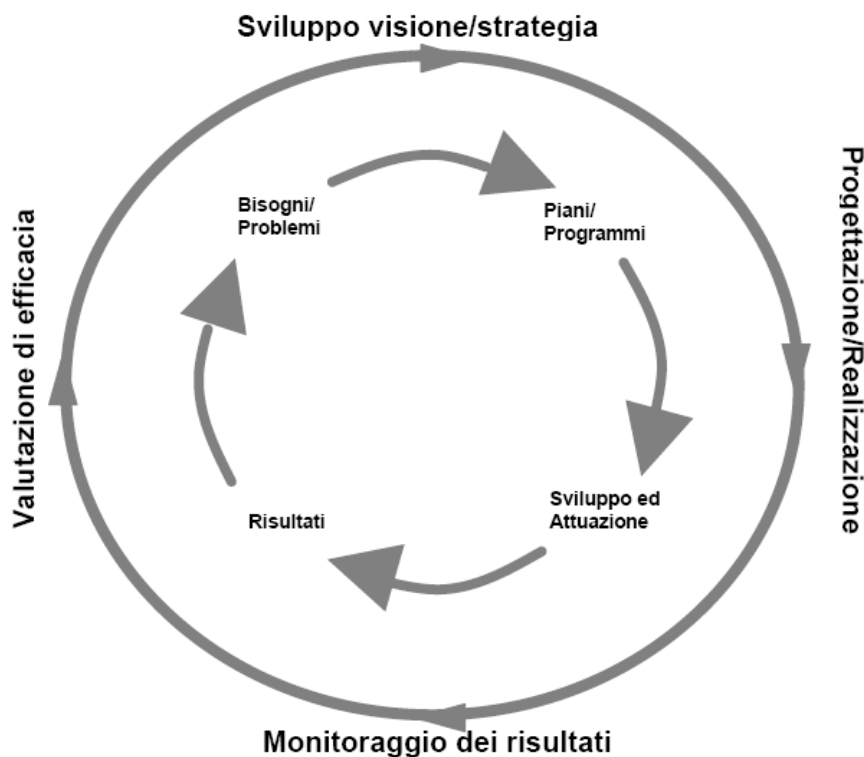 Sviluppo visione/strategia
Bisogni/
Problemi
Piani/
Programmi
Progettazione/Realizzazione
Valutazione di efficacia
Risultati
Sviluppo ed
Attuazione
Monitoraggio dei risultati